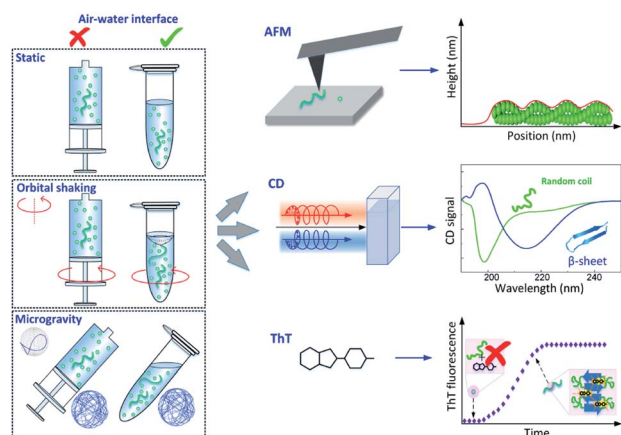 Air-water interface
Static
Orbital shaking
Microgravity
AFM
Height (nm)
Position (nm)
CD
CD signal
Random coil
β-sheet
200
220
240
Wavelength (nm)
ThT
ThT fluorescence
+
Time